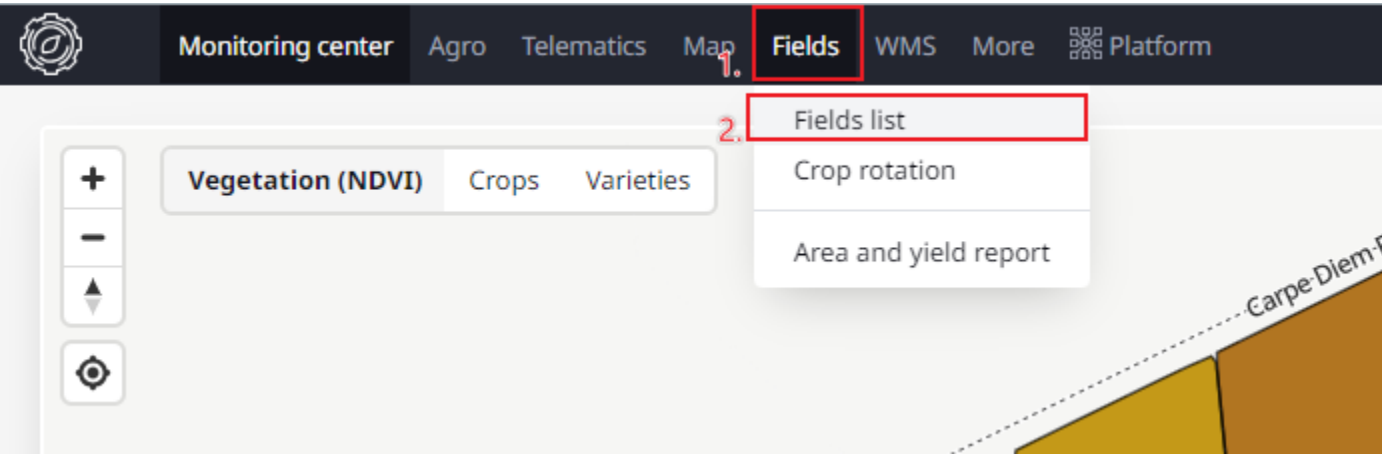 Monitoring center Agro Telematics Map Fields WMS More Platform
1.
2.
Fields list
Crop rotation
Area and yield report
Vegetation (NDVI) Crops Varieties
Carpe-Diem-